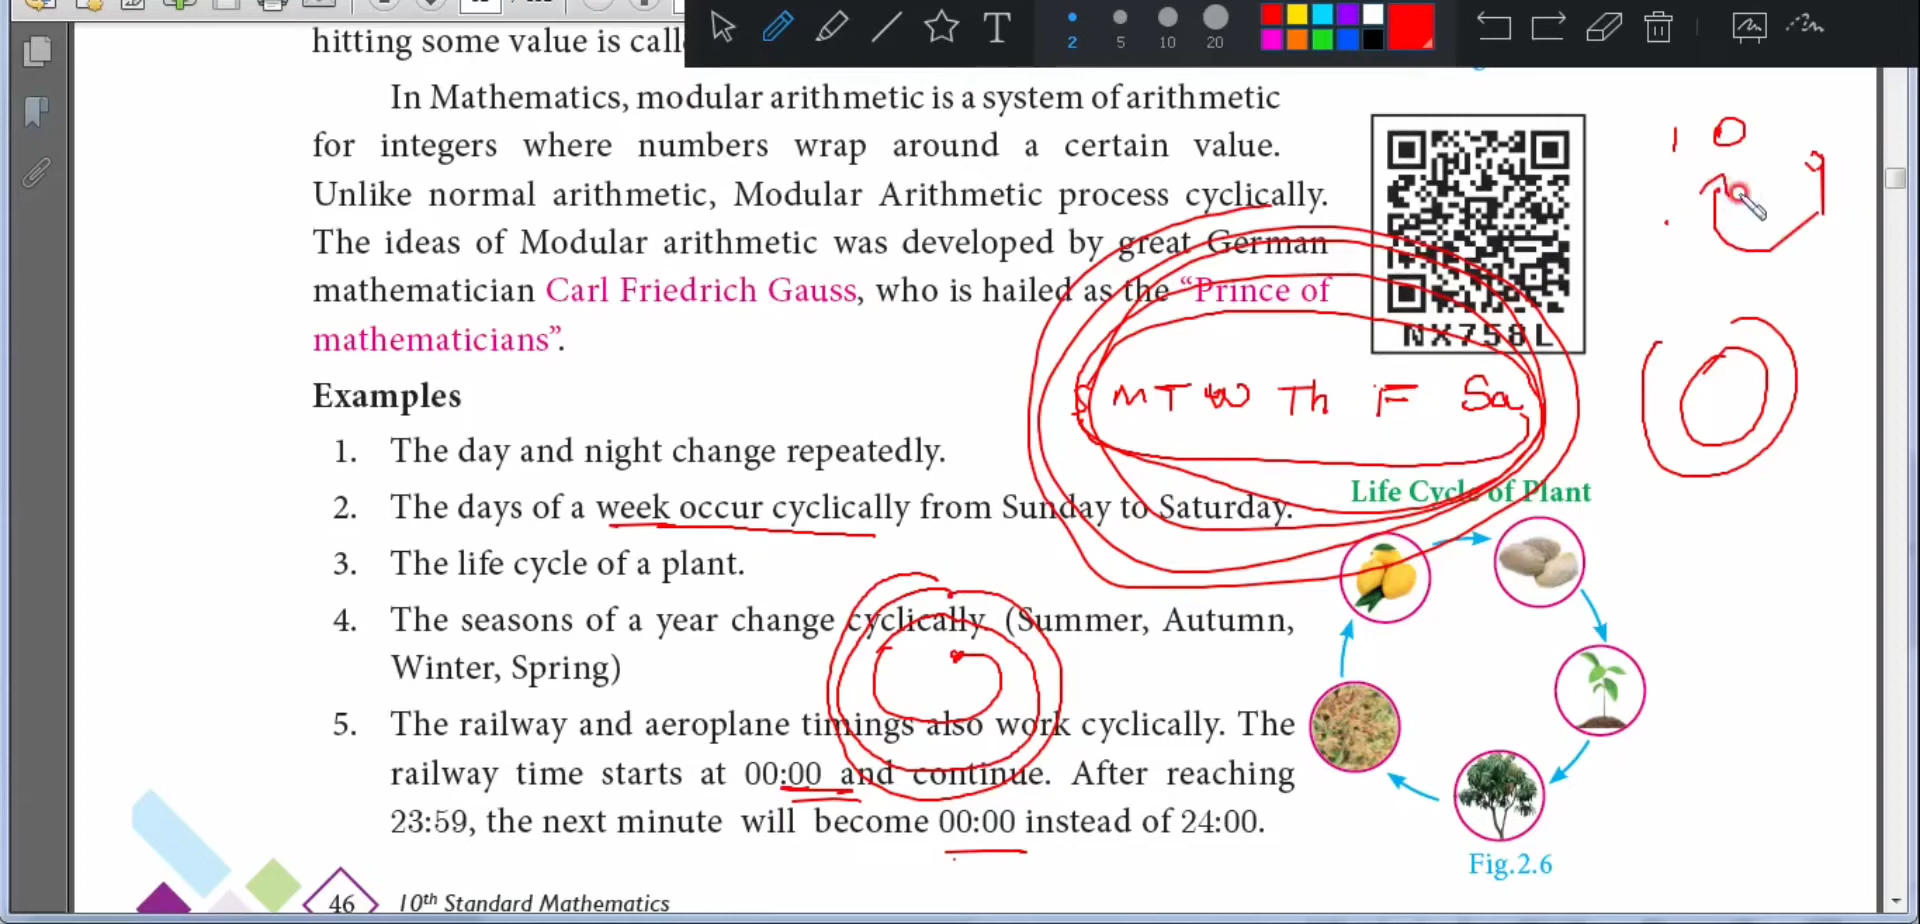 hitting some value is call
T
2 5 10 20
In Mathematics, modular arithmetic is a system of arithmetic
for integers where numbers wrap around a certain value.
Unlike normal arithmetic, Modular Arithmetic process cyclically.
The ideas of Modular arithmetic was developed by great German
mathematician Carl Friedrich Gauss, who is hailed as the “Prince of
mathematicians”.
NX758L
1 0
S M T W Th F Sa
Examples
1. The day and night change repeatedly.
2. The days of a week occur cyclically from Sunday to Saturday.
3. The life cycle of a plant.
4. The seasons of a year change cyclically. (Summer, Autumn,
Winter, Spring)
5. The railway and aeroplane timings also work cyclically. The
railway time starts at 00:00 and continue. After reaching
23:59, the next minute will become 00:00 instead of 24:00.
Life Cycle of Plant
Fig.2.6
46 10th Standard Mathematics